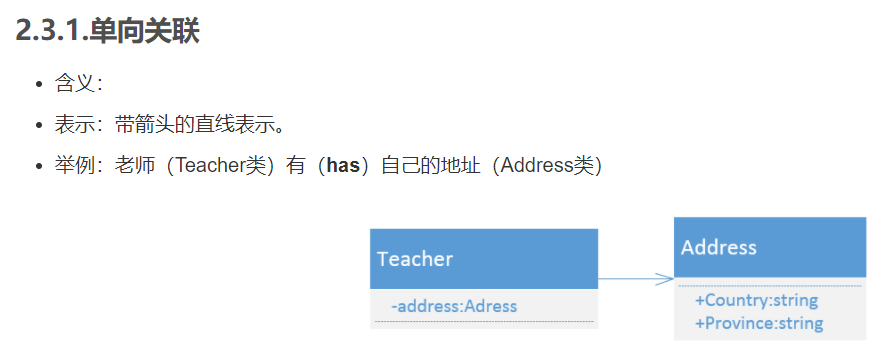 2.3.1.单向关联
含义：
表示：带箭头的直线表示。
举例：老师（Teacher类）有（has）自己的地址（Address类）
Teacher
-address:Adress
Address
+Country:string
+Province:string